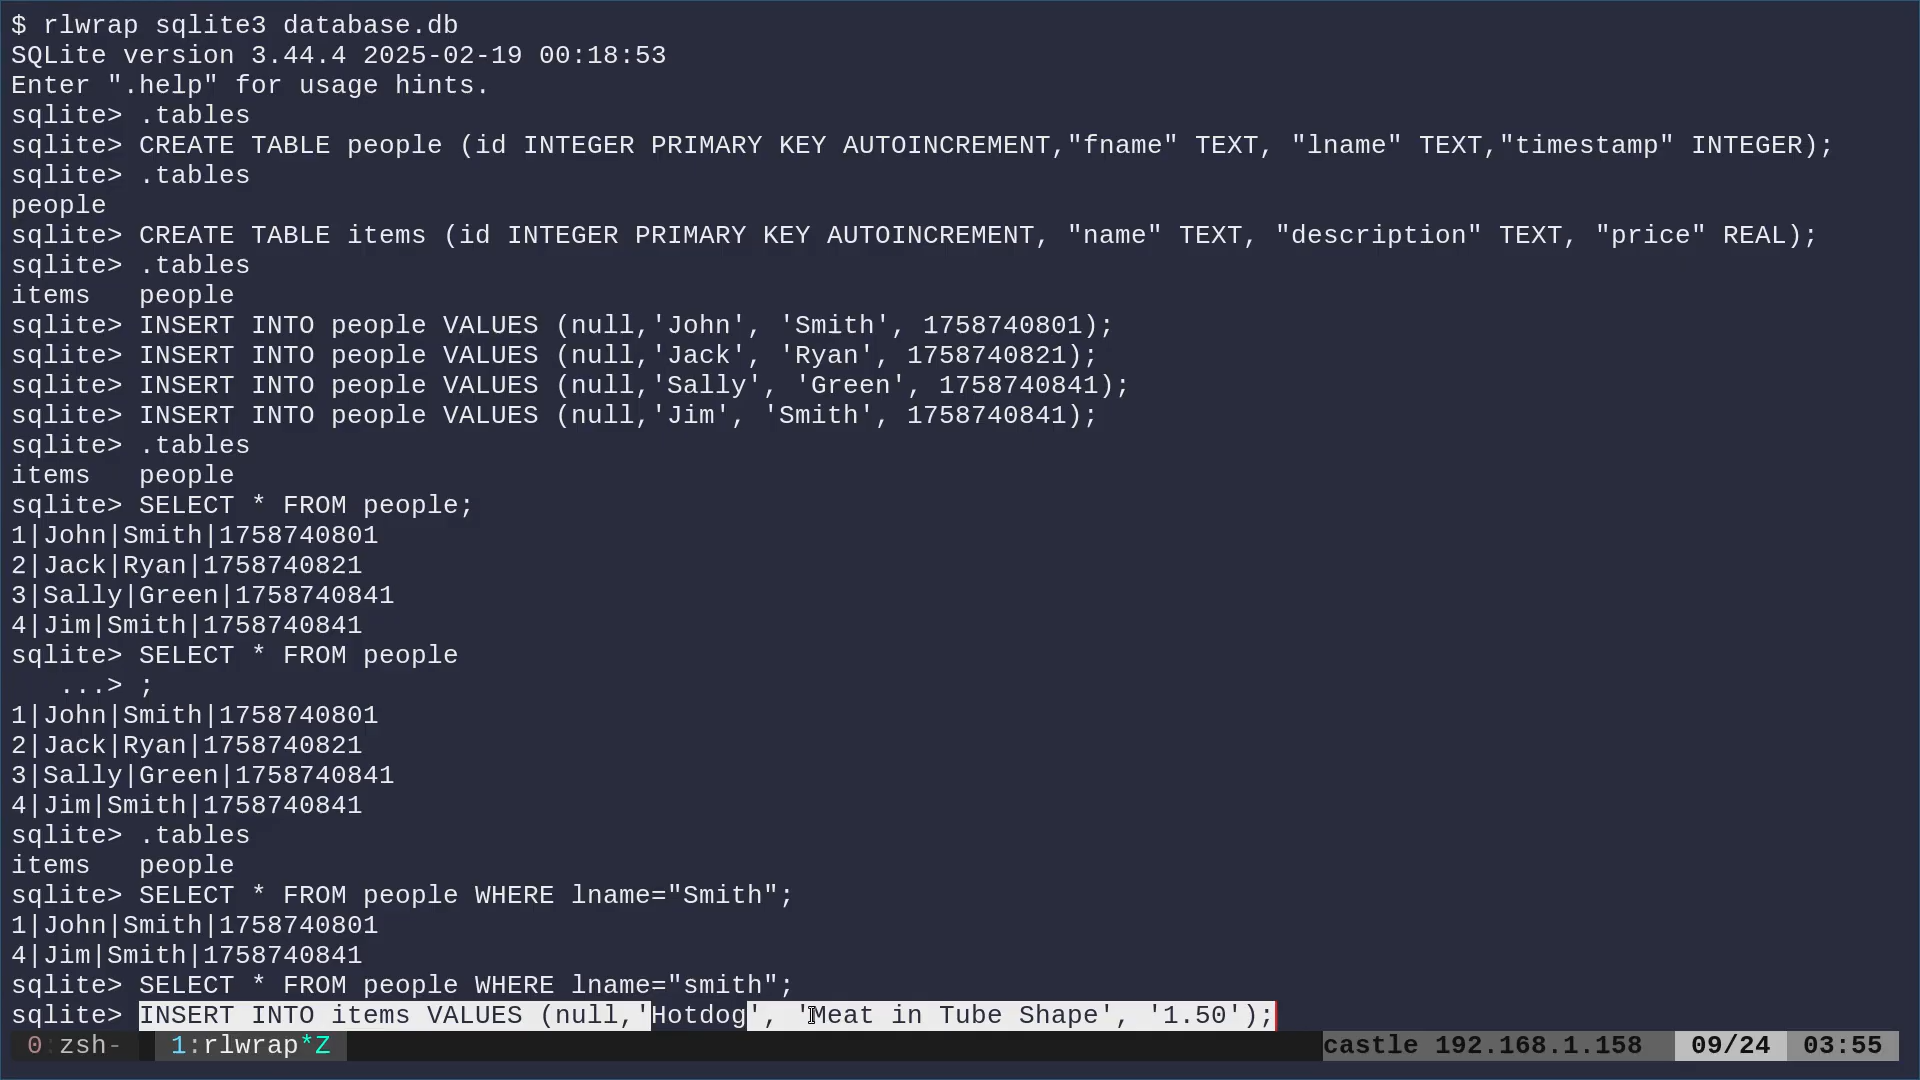 $ rlwrap sqlite3 database.db
SQLite version 3.44.4 2025-02-19 00:18:53
Enter ".help" for usage hints.
sqlite> .tables
sqlite> CREATE TABLE people (id INTEGER PRIMARY KEY AUTOINCREMENT,"fname" TEXT, "lname" TEXT,"timestamp" INTEGER);
sqlite> .tables
people
sqlite> CREATE TABLE items (id INTEGER PRIMARY KEY AUTOINCREMENT, "name" TEXT, "description" TEXT, "price" REAL);
sqlite> .tables
items   people
sqlite> INSERT INTO people VALUES (null,'John', 'Smith', 1758740801);
sqlite> INSERT INTO people VALUES (null,'Jack', 'Ryan', 1758740821);
sqlite> INSERT INTO people VALUES (null,'Sally', 'Green', 1758740841);
sqlite> INSERT INTO people VALUES (null,'Jim', 'Smith', 1758740841);
sqlite> .tables
items   people
sqlite> SELECT * FROM people;
1|John|Smith|1758740801
2|Jack|Ryan|1758740821
3|Sally|Green|1758740841
4|Jim|Smith|1758740841
sqlite> SELECT * FROM people
   ...> ;
1|John|Smith|1758740801
2|Jack|Ryan|1758740821
3|Sally|Green|1758740841
4|Jim|Smith|1758740841
sqlite> .tables
items   people
sqlite> SELECT * FROM people WHERE lname="Smith";
1|John|Smith|1758740801
4|Jim|Smith|1758740841
sqlite> SELECT * FROM people WHERE lname="smith";
sqlite> INSERT INTO items VALUES (null,'Hotdog', 'Meat in Tube Shape', '1.50');
0:zsh-  1:rlwrap*Z  castle 192.168.1.158  09/24  03:55